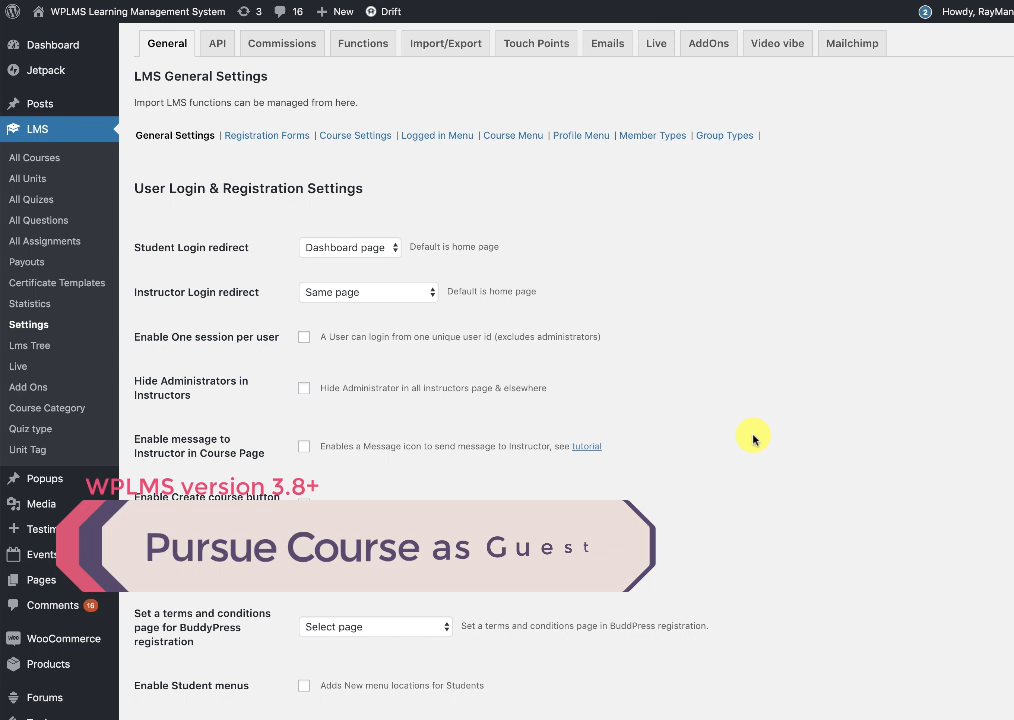 WPLMS Learning Management System 3 16 New Drift 2 Howdy, RayMan
Dashboard
Jetpack
Posts
LMS
All Courses
All Units
All Quizes
All Questions
All Assignments
Payouts
Certificate Templates
Statistics
Settings
Lms Tree
Live
Add Ons
Course Category
Quiz type
Unit Tag
Popups
Media
Testim
Events
Pages
Comments 16
WooCommerce
Products
Forums
General API Commissions Functions Import/Export Touch Points Emails Live AddOns Video vibe Mailchimp
LMS General Settings
Import LMS functions can be managed from here.
General Settings | Registration Forms | Course Settings | Logged in Menu | Course Menu | Profile Menu | Member Types | Group Types |
User Login & Registration Settings
Student Login redirect Dashboard page Default is home page
Instructor Login redirect Same page Default is home page
Enable One session per user A User can login from one unique user id (excludes administrators)
Hide Administrators in
Instructors
Hide Administrator in all instructors page & elsewhere
Enable message to
Instructor in Course Page
Enables a Message icon to send message to Instructor, see tutorial
WPLMS version 3.8+
Enable Create course button
Pursue Course as Guest
Set a terms and conditions
page for BuddyPress
registration
Select page Set a terms and conditions page in BuddPress registration.
Enable Student menus Adds New menu locations for Students